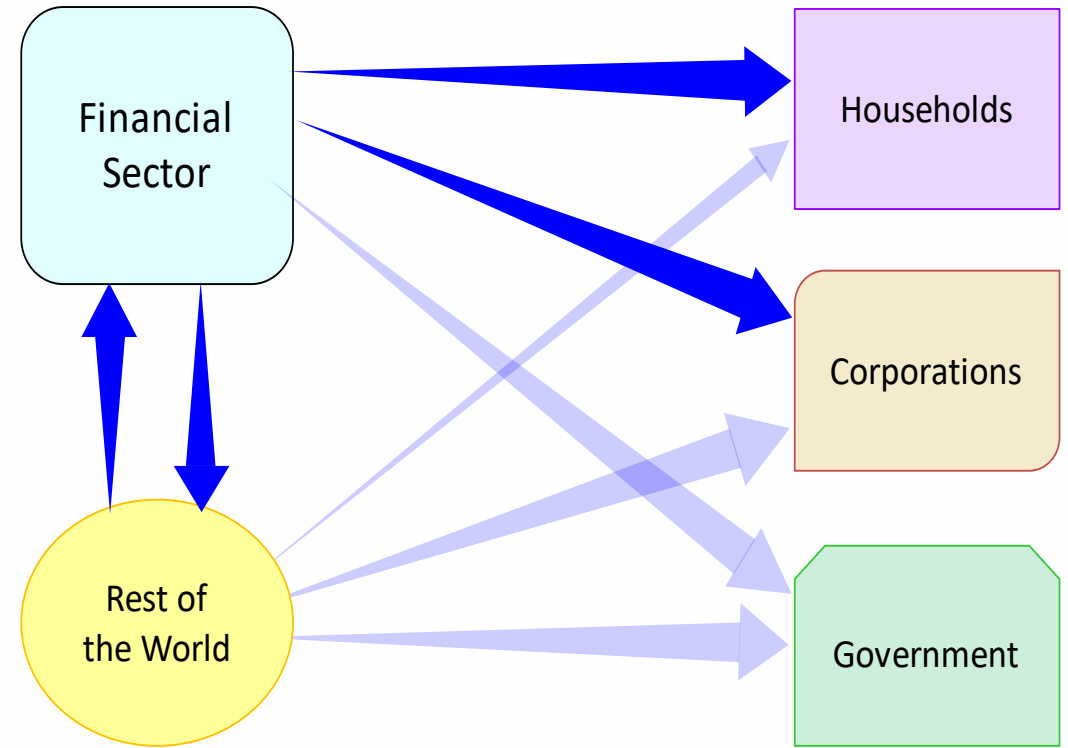 Financial
Sector
Households
Corporations
Rest of
the World
Government